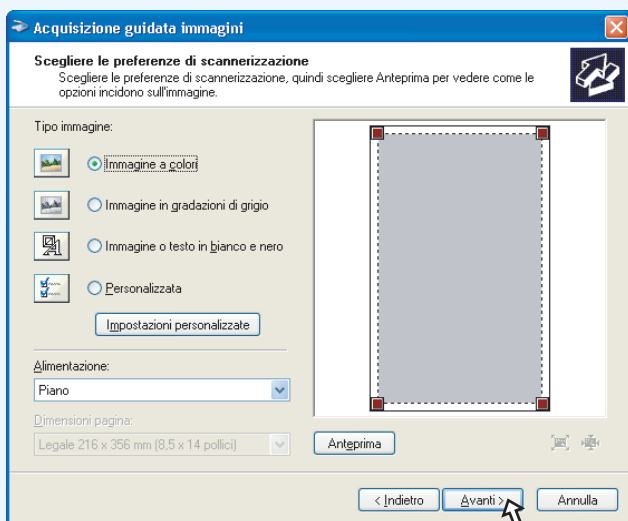 Acquisizione guidata immagini
Scegliere le preferenze di scannerizzazione
Scegliere le preferenze di scannerizzazione, quindi scegliere Anteprima per vedere come le
opzioni incidono sull'immagine.
Tipo immagine:
Immagine a colori
Immagine in gradazioni di grigio
Immagine o testo in bianco e nero
Personalizzata
Impostazioni personalizzate
Alimentazione:
Piano
Dimensioni pagina:
Legale 216 x 356 mm (8,5 x 14 pollici)
Anteprima
< Indietro
Avanti >
Annulla